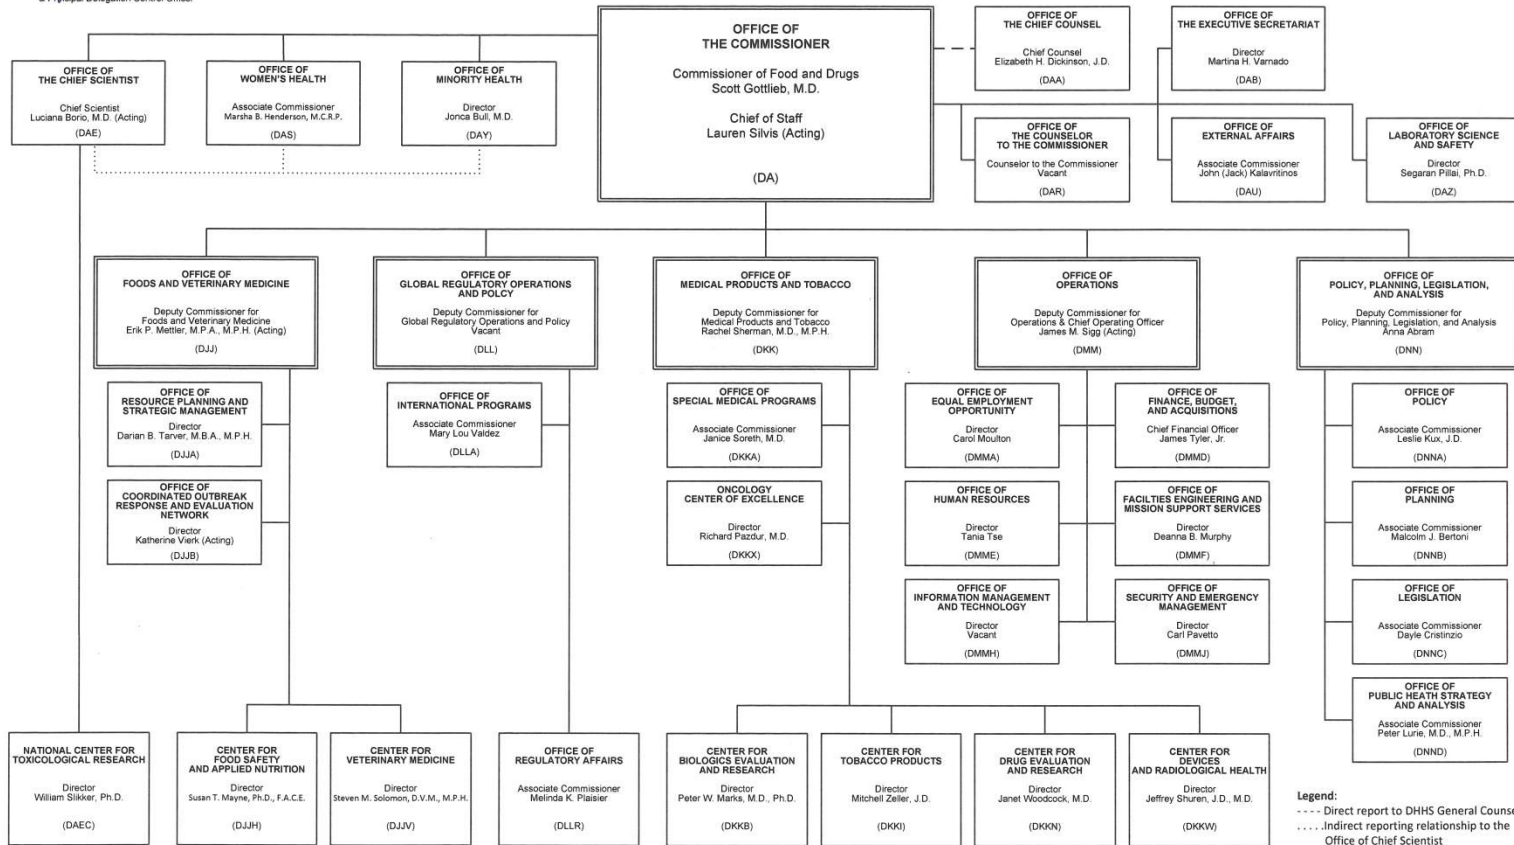 & Principal Delegation Control Officer
OFFICE OF
THE COMMISSIONER
Commissioner of Food and Drugs
Scott Gottlieb, M.D.
Chief of Staff
Lauren Silvis (Acting)
(DA)
OFFICE OF
THE CHIEF COUNSEL
Chief Counsel
Elizabeth H. Dickinson, J.D.
(DAA)
OFFICE OF
THE EXECUTIVE SECRETARIAT
Director
Martina H. Varnado
(DAB)
OFFICE OF
THE CHIEF SCIENTIST
Chief Scientist
Luciana Borio, M.D. (Acting)
(DAE)
OFFICE OF
WOMEN'S HEALTH
Associate Commissioner
Marsha B. Henderson, M.C.R.P.
(DAS)
OFFICE OF
MINORITY HEALTH
Director
Jonca Bull, M.D.
(DAY)
OFFICE OF
THE COUNSELOR
TO THE COMMISSIONER
Counselor to the Commissioner
Vacant
(DAR)
OFFICE OF
EXTERNAL AFFAIRS
Associate Commissioner
John (Jack) Kalavritinos
(DAU)
OFFICE OF
LABORATORY SCIENCE
AND SAFETY
Director
Segaran Pillai, Ph.D.
(DAZ)
OFFICE OF
FOODS AND VETERINARY MEDICINE
Deputy Commissioner for
Foods and Veterinary Medicine
Erik P. Mettler, M.P.A., M.P.H. (Acting)
(DJJ)
OFFICE OF
GLOBAL REGULATORY OPERATIONS
AND POLCY
Deputy Commissioner for
Global Regulatory Operations and Policy
Vacant
(DLL)
OFFICE OF
MEDICAL PRODUCTS AND TOBACCO
Deputy Commissioner for
Medical Products and Tobacco
Rachel Sherman, M.D., M.P.H.
(DKK)
OFFICE OF
OPERATIONS
Deputy Commissioner for
Operations & Chief Operating Officer
James M. Sigg (Acting)
(DMM)
OFFICE OF
POLICY, PLANNING, LEGISLATION,
AND ANALYSIS
Deputy Commissioner for
Policy, Planning, Legislation, and Analysis
Anna Abram
(DNN)
OFFICE OF
RESOURCE PLANNING AND
STRATEGIC MANAGEMENT
Director
Darian B. Tarver, M.B.A., M.P.H.
(DJJA)
OFFICE OF
INTERNATIONAL PROGRAMS
Associate Commissioner
Mary Lou Valdez
(DLLA)
OFFICE OF
SPECIAL MEDICAL PROGRAMS
Associate Commissioner
Janice Soreth, M.D.
(DKKA)
OFFICE OF
EQUAL EMPLOYMENT
OPPORTUNITY
Director
Carol Moulton
(DMMA)
OFFICE OF
FINANCE, BUDGET,
AND ACQUISITIONS
Chief Financial Officer
James Tyler, Jr.
(DMMD)
OFFICE OF
POLICY
Associate Commissioner
Leslie Kux, J.D.
(DNNA)
OFFICE OF
COORDINATED OUTBREAK
RESPONSE AND EVALUATION
NETWORK
Director
Katherine Vierk (Acting)
(DJJB)
ONCOLOGY
CENTER OF EXCELLENCE
Director
Richard Pazdur, M.D.
(DKKX)
OFFICE OF
HUMAN RESOURCES
Director
Tania Tse
(DMME)
OFFICE OF
FACILTIES ENGINEERING AND
MISSION SUPPORT SERVICES
Director
Deanna B. Murphy
(DMMF)
OFFICE OF
PLANNING
Associate Commissioner
Malcolm J. Bertoni
(DNNB)
OFFICE OF
INFORMATION MANAGEMENT
AND TECHNOLOGY
Director
Vacant
(DMMH)
OFFICE OF
SECURITY AND EMERGENCY
MANAGEMENT
Director
Carl Pavetto
(DMMJ)
OFFICE OF
LEGISLATION
Associate Commissioner
Dayle Cristinzio
(DNNC)
OFFICE OF
PUBLIC HEATH STRATEGY
AND ANALYSIS
Associate Commissioner
Peter Lurie, M.D., M.P.H.
(DNND)
NATIONAL CENTER FOR
TOXICOLOGICAL RESEARCH
Director
William Slikker, Ph.D.
(DAEC)
CENTER FOR
FOOD SAFETY
AND APPLIED NUTRITION
Director
Susan T. Mayne, Ph.D., F.A.C.E.
(DJJH)
CENTER FOR
VETERINARY MEDICINE
Director
Steven M. Solomon, D.V.M., M.P.H.
(DJJV)
OFFICE OF
REGULATORY AFFAIRS
Associate Commissioner
Melinda K. Plaisier
(DLLR)
CENTER FOR
BIOLOGICS EVALUATION
AND RESEARCH
Director
Peter W. Marks, M.D., Ph.D.
(DKKB)
CENTER FOR
TOBACCO PRODUCTS
Director
Mitchell Zeller, J.D.
(DKKI)
CENTER FOR
DRUG EVALUATION
AND RESEARCH
Director
Janet Woodcock, M.D.
(DKKN)
CENTER FOR
DEVICES
AND RADIOLOGICAL HEALTH
Director
Jeffrey Shuren, J.D., M.D.
(DKKW)
Legend:
---- Direct report to DHHS General Counse
..... Indirect reporting relationship to the
Office of Chief Scientist